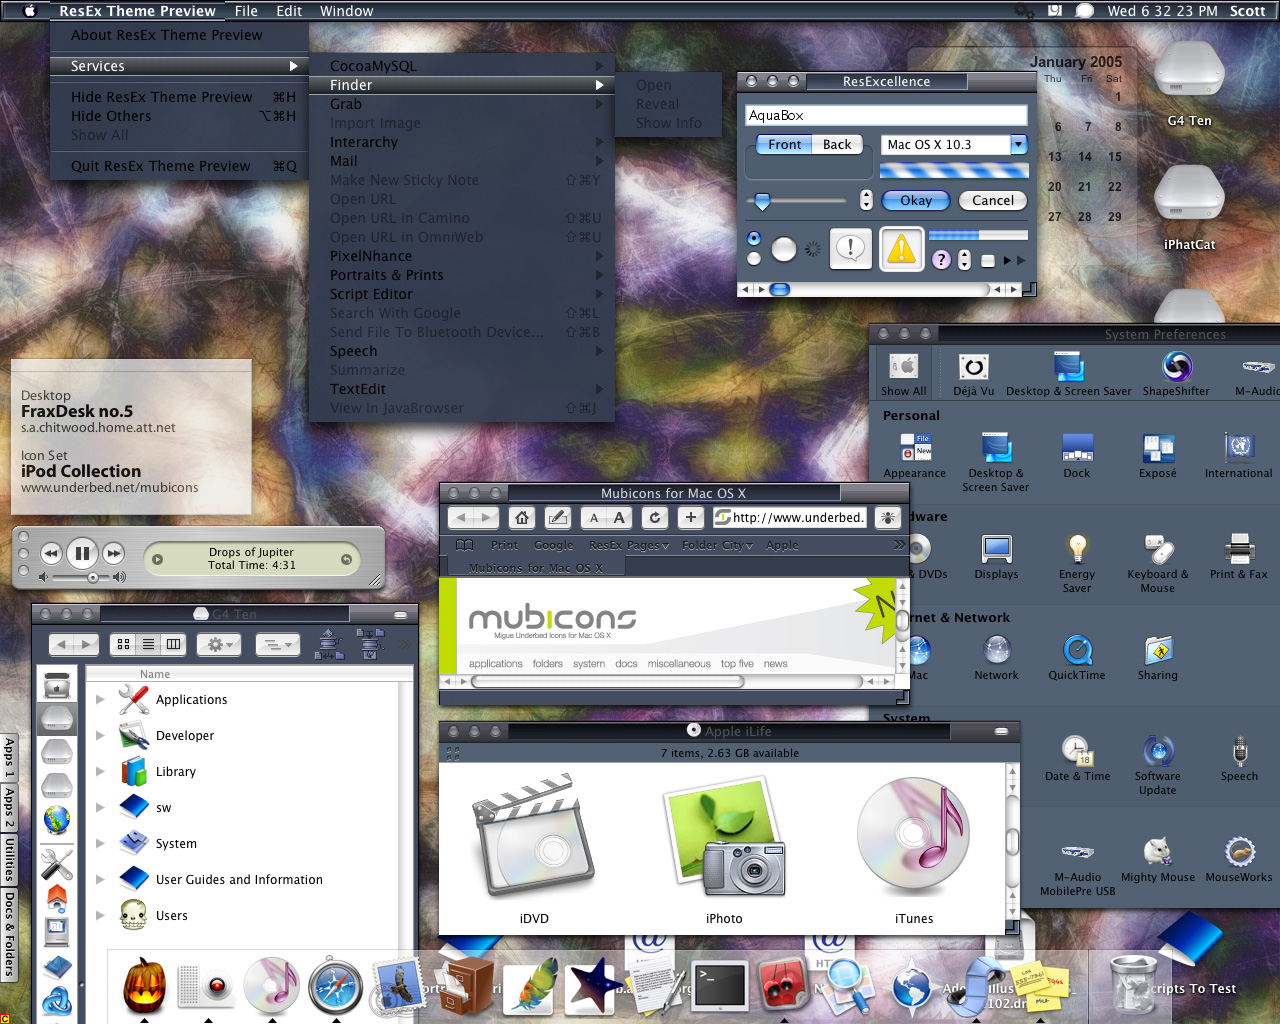 ResEx Theme Preview File Edit Window Wed 6 32 23 PM Scott
About ResEx Theme Preview
Services
Hide ResEx Theme Preview ⌘H
Hide Others ⌥⌘H
Show All
Quit ResEx Theme Preview ⌘Q
CocoaMySQL
Finder
Grab
Import Image
Interarchy
Mail
Make New Sticky Note ⇧⌘Y
Open URL
Open URL in Camino ⇧⌘U
Open URL in OmniWeb ⇧⌘U
PixelNhance
Portraits & Prints
Script Editor
Search With Google ⇧⌘L
Send File To Bluetooth Device... ⇧⌘B
Speech
Summarize
TextEdit
View In JavaBrowser ⇧⌘J
Open
Reveal
Show Info
ResExcellence
AquaBox
Front Back Mac OS X 10.3
Okay Cancel
January 2005
Thu Fri Sat
1
6 7 8
13 14 15
20 21 22
27 28 29
G4 Ten
iPhatCat
System Preferences
Show All Déjà Vu Desktop & Screen Saver ShapeShifter M-Audio
Personal
Appearance Desktop & Screen Saver Dock Exposé International
dware
& DVDs Displays Energy Saver Keyboard & Mouse Print & Fax
rnet & Network
Mac Network QuickTime Sharing
System
Date & Time Software Update Speech
M-Audio MobilePre USB Mighty Mouse MouseWorks
Desktop
FraxDesk no.5
s.a.chitwood.home.att.net
Icon Set
iPod Collection
www.underbed.net/mubicons
Drops of Jupiter
Total Time: 4:31
Mubicons for Mac OS X
A A http://www.underbed.
Print Google ResEx Pages Folder City Apple
Mubicons for Mac OS X
mubicons
Migue Underbed Icons for Mac OS X
applications folders system docs miscellaneous top five news
G4 Ten
Name
Applications
Developer
Library
sw
System
User Guides and Information
Users
Apple iLife
7 items, 2.63 GB available
iDVD iPhoto iTunes
Apps 1
Apps 2
Utilities
Docs & Folders
cripts To Test